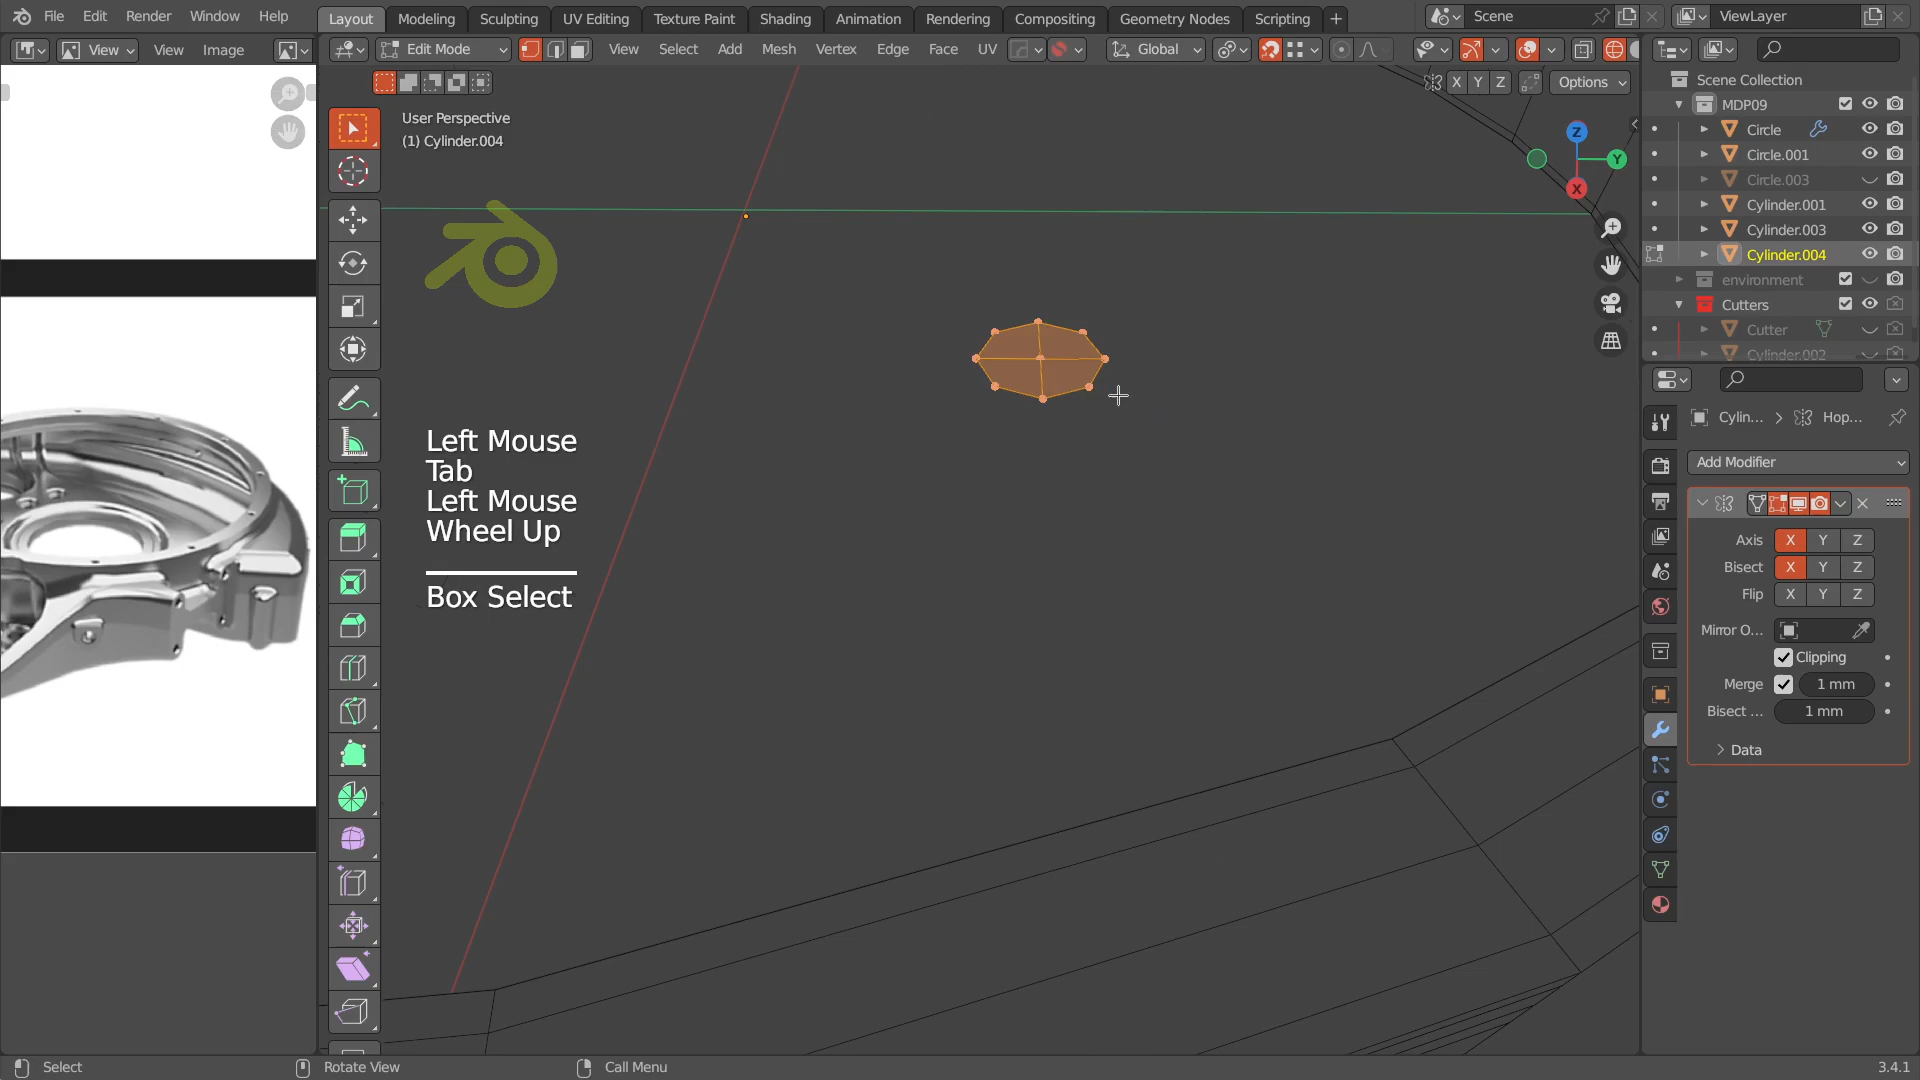 File Edit Render Window Help
Layout Modeling Sculpting UV Editing Texture Paint Shading Animation Rendering Compositing Geometry Nodes Scripting +
Scene
ViewLayer
View View Image
Edit Mode View Select Add Mesh Vertex Edge Face UV Global
X Y Z Options
User Perspective
(1) Cylinder.004
Z
Y
X
Left Mouse
Tab
Left Mouse
Wheel Up
Box Select
Scene Collection
MDP09
Circle
Circle.001
Circle.003
Cylinder.001
Cylinder.003
Cylinder.004
environment
Cutters
Cutter
Cylinder.002
Cylin... > Hop...
Add Modifier
Axis X Y Z
Bisect X Y Z
Flip X Y Z
Mirror O...
Clipping
Merge 1 mm
Bisect ... 1 mm
Data
Select Rotate View Call Menu 3.4.1